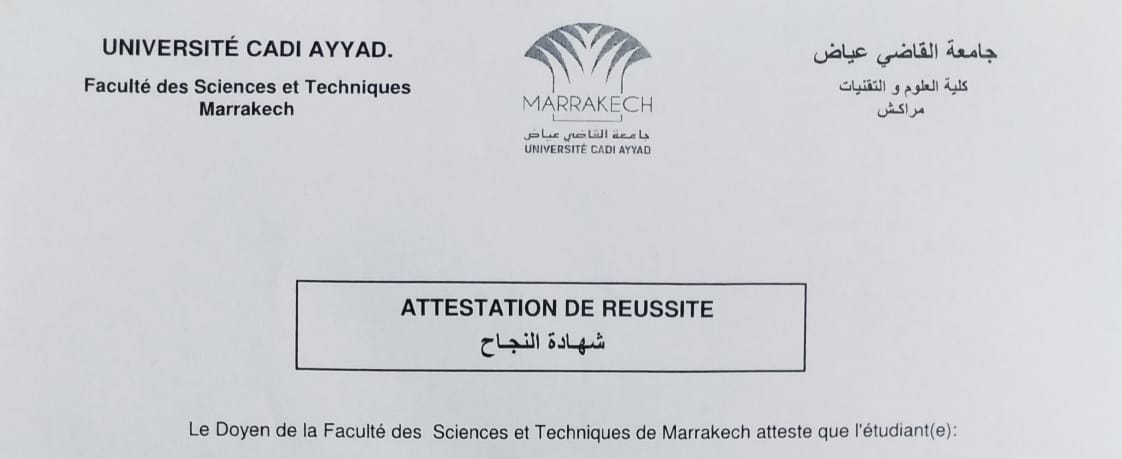 UNIVERSITÉ CADI AYYAD.
Faculté des Sciences et Techniques
Marrakech
MARRAKECH
جامعة القاضي عياض
UNIVERSITÉ CADI AYYAD
جامعة القاضي عياض
كلية العلوم و التقنيات
مراكش
ATTESTATION DE REUSSITE
شهادة النجاح
Le Doyen de la Faculté des Sciences et Techniques de Marrakech atteste que l'étudiant(e):